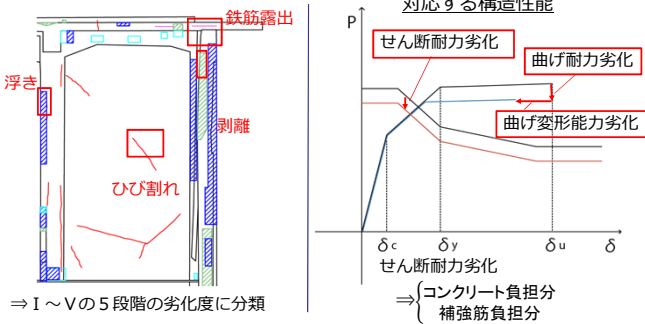 鉄筋露出
浮き
剥離
ひび割れ
⇒Ⅰ～Ⅴの５段階の劣化度に分類
対応する構造性能
P
せん断耐力劣化
曲げ耐力劣化
曲げ変形能力劣化
δc δy δu δ
せん断耐力劣化
⇒{コンクリート負担分
補強筋負担分